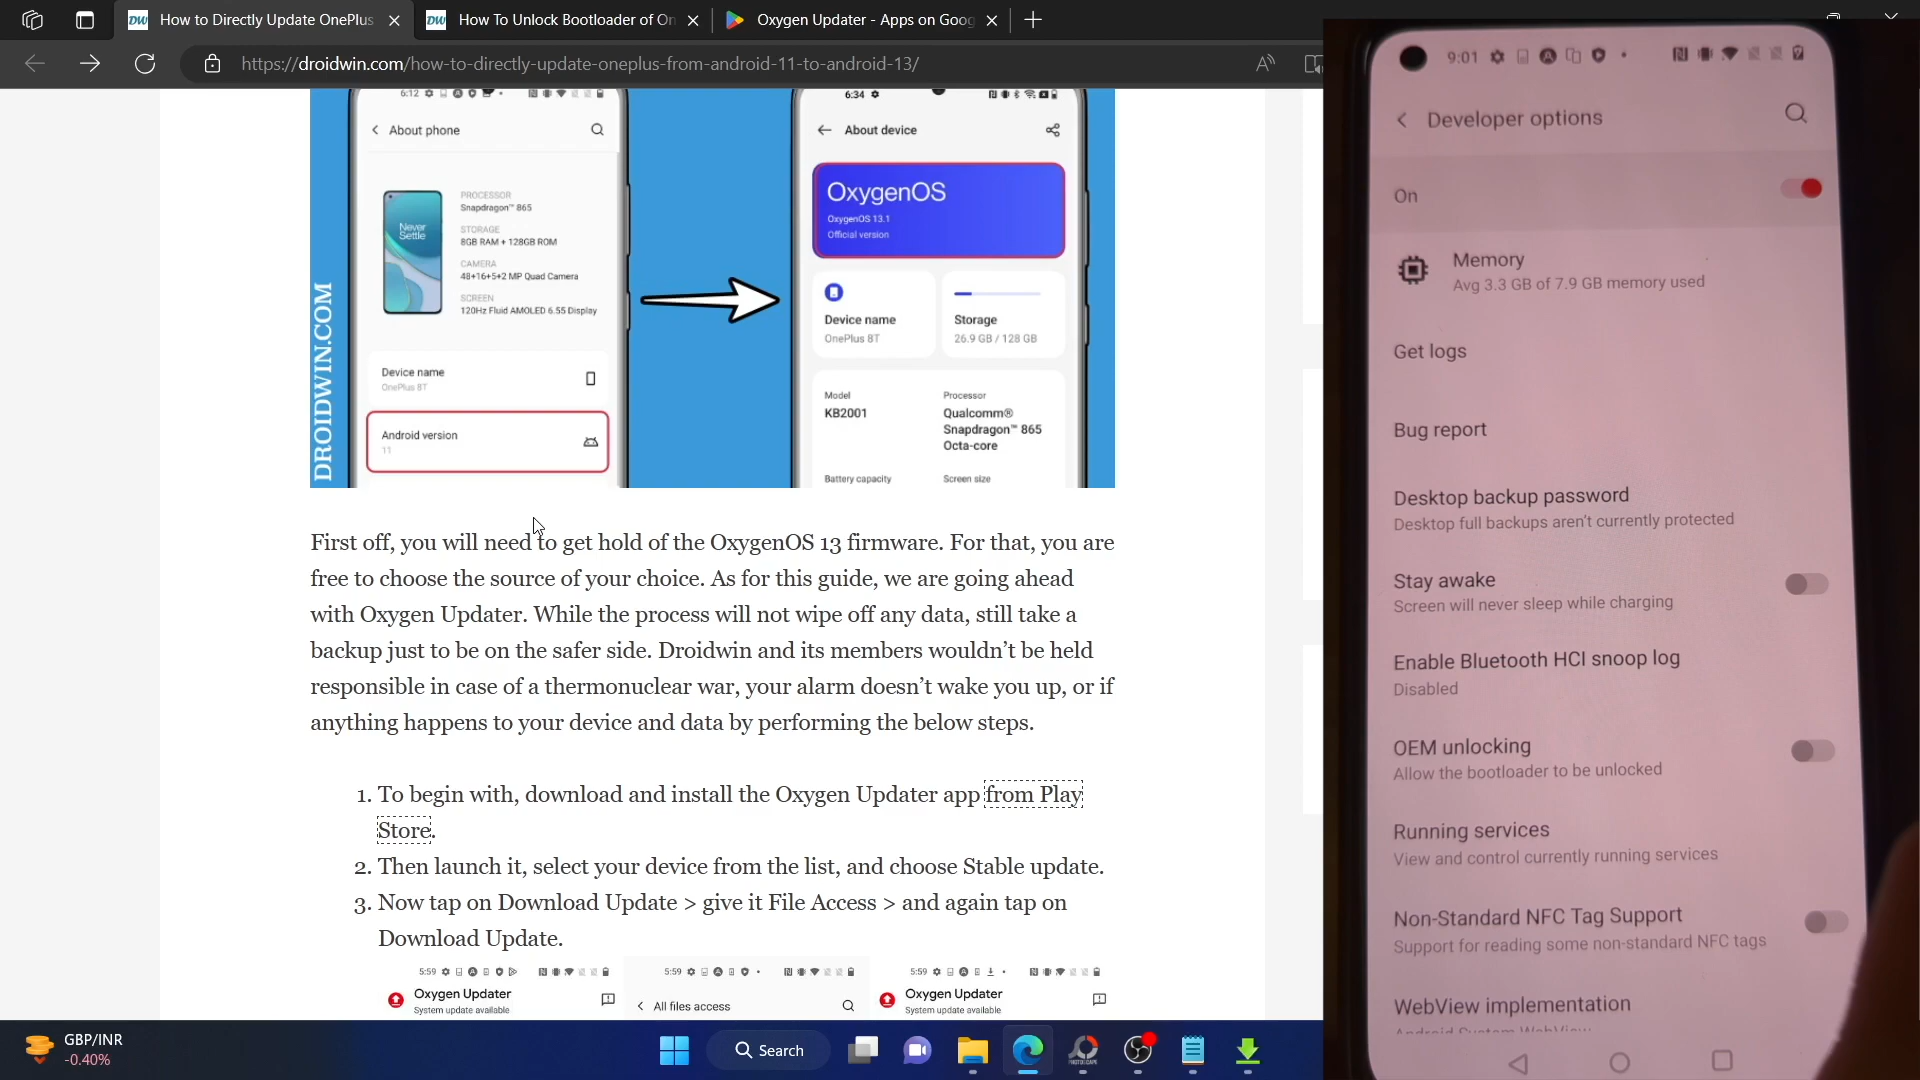 How to Directly Update OnePlus
How To Unlock Bootloader of On
Oxygen Updater - Apps on Goog
https://droidwin.com/how-to-directly-update-oneplus-from-android-11-to-android-13/
6:12
About phone
PROCESSOR
Snapdragon™ 865
STORAGE
8GB RAM + 128GB ROM
CAMERA
48+16+5+2 MP Quad Camera
SCREEN
120Hz Fluid AMOLED 6.55 Display
Never
Settle
Device name
OnePlus 8T
Android version
11
DROIDWIN.COM
6:34
About device
OxygenOS
OxygenOS 13.1
Official version
Device name
OnePlus 8T
Storage
26.9 GB / 128 GB
Model
KB2001
Processor
Qualcomm®
Snapdragon™ 865
Octa-core
Battery capacity
Screen size
First off, you will need to get hold of the OxygenOS 13 firmware. For that, you are
free to choose the source of your choice. As for this guide, we are going ahead
with Oxygen Updater. While the process will not wipe off any data, still take a
backup just to be on the safer side. Droidwin and its members wouldn’t be held
responsible in case of a thermonuclear war, your alarm doesn’t wake you up, or if
anything happens to your device and data by performing the below steps.
1. To begin with, download and install the Oxygen Updater app from Play
Store.
2. Then launch it, select your device from the list, and choose Stable update.
3. Now tap on Download Update > give it File Access > and again tap on
Download Update.
5:59
Oxygen Updater
System update available
5:59
All files access
5:59
Oxygen Updater
System update available
GBP/INR
-0.40%
Search
9:01
Developer options
On
Memory
Avg 3.3 GB of 7.9 GB memory used
Get logs
Bug report
Desktop backup password
Desktop full backups aren't currently protected
Stay awake
Screen will never sleep while charging
Enable Bluetooth HCI snoop log
Disabled
OEM unlocking
Allow the bootloader to be unlocked
Running services
View and control currently running services
Non-Standard NFC Tag Support
Support for reading some non-standard NFC tags
WebView implementation
Android System WebView